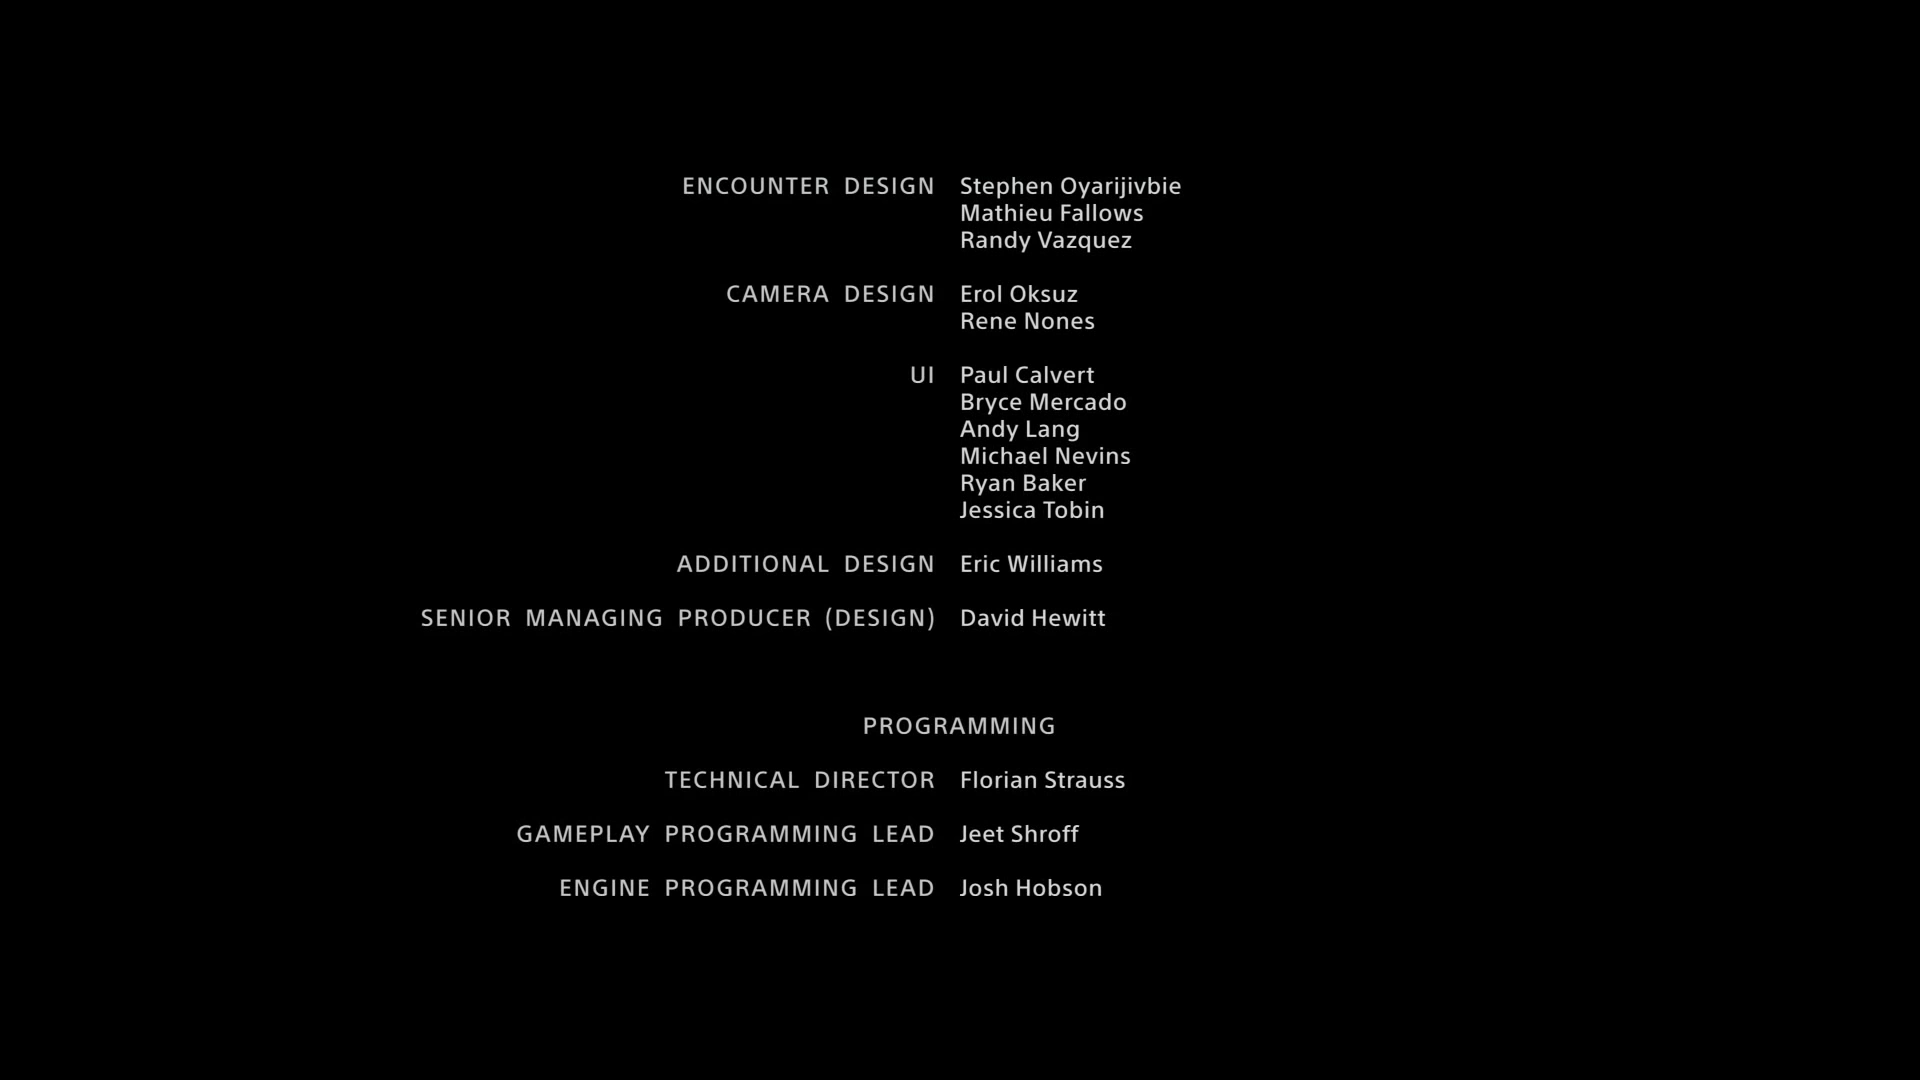 ENCOUNTER DESIGN Stephen Oyarijivbie
Mathieu Fallows
Randy Vazquez
CAMERA DESIGN Erol Oksuz
Rene Nones
UI Paul Calvert
Bryce Mercado
Andy Lang
Michael Nevins
Ryan Baker
Jessica Tobin
ADDITIONAL DESIGN Eric Williams
SENIOR MANAGING PRODUCER (DESIGN) David Hewitt
PROGRAMMING
TECHNICAL DIRECTOR Florian Strauss
GAMEPLAY PROGRAMMING LEAD Jeet Shroff
ENGINE PROGRAMMING LEAD Josh Hobson